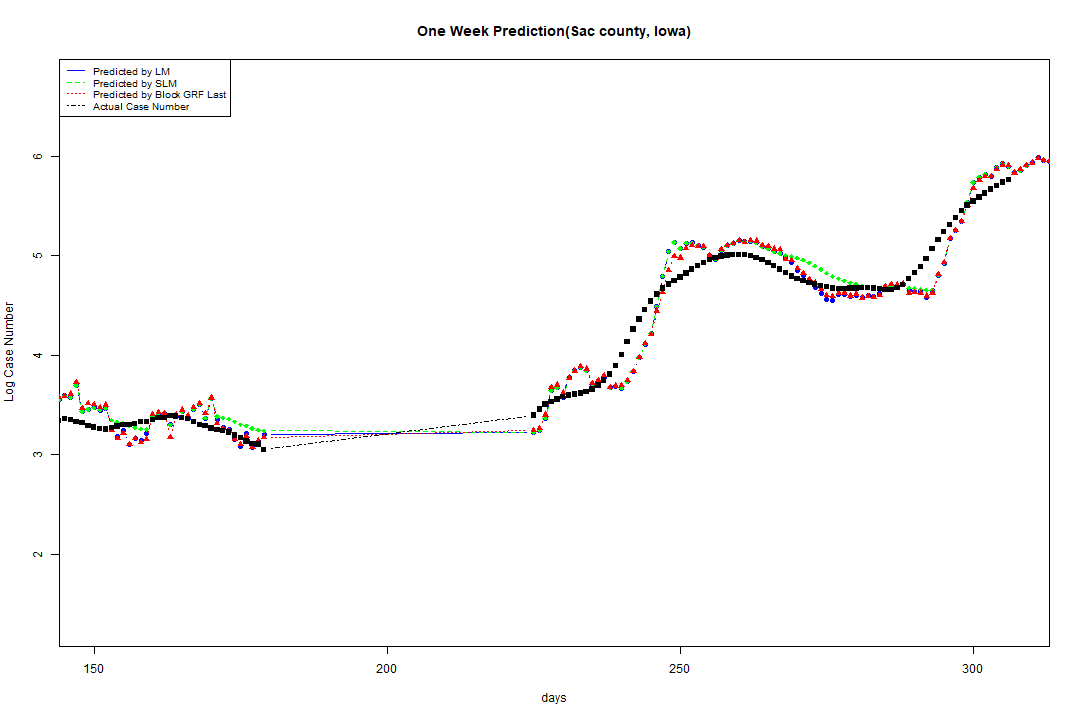 One Week Prediction(Sac county, Iowa)
Predicted by LM
Predicted by SLM
Predicted by Block GRF Last
Actual Case Number
Log Case Number
6
5
4
3
2
150 200 250 300
days